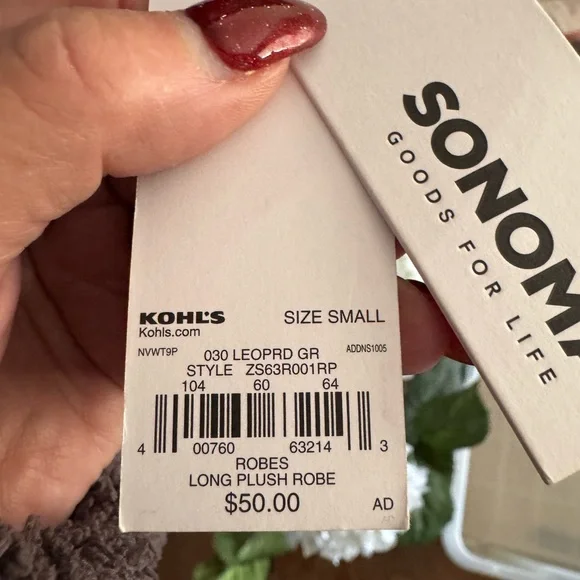 SONOMA
GOODS FOR LIFE
KOHL'S SIZE SMALL
Kohls.com
NVWT9P 030 LEOPRD GR ADDNS1005
STYLE ZS63R001RP
104 60 64
4 00760 63214 3
ROBES
LONG PLUSH ROBE
$50.00 AD